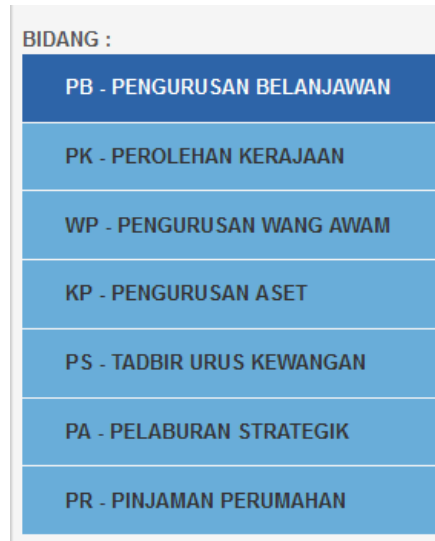 BIDANG :
PB - PENGURUSAN BELANJAWAN
PK - PEROLEHAN KERAJAAN
WP - PENGURUSAN WANG AWAM
KP - PENGURUSAN ASET
PS - TADBIR URUS KEWANGAN
PA - PELABURAN STRATEGIK
PR - PINJAMAN PERUMAHAN